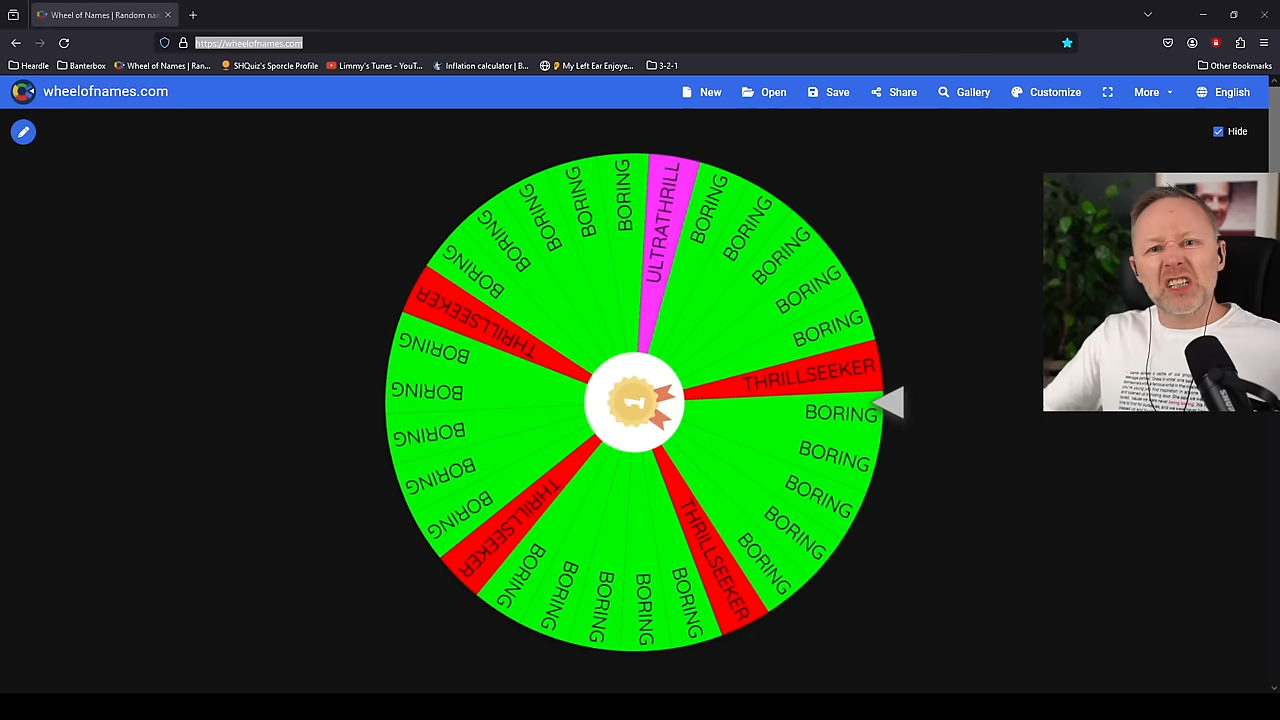 Wheel of Names | Random nar
https://wheelofnames.com
Heardle
Banterbox
Wheel of Names | Ran...
SHQuiz's Sporcle Profile
Limmy's Tunes - YouT...
Inflation calculator | B...
My Left Ear Enjoye...
3-2-1
Other Bookmarks
wheelofnames.com
New
Open
Save
Share
Gallery
Customize
More
English
Hide
ULTRATHRILL
BORING
BORING
BORING
BORING
BORING
THRILLSEEKER
BORING
BORING
BORING
BORING
BORING
THRILLSEEKER
BORING
BORING
BORING
BORING
BORING
THRILLSEEKER
BORING
BORING
BORING
BORING
BORING
THRILLSEEKER
BORING
BORING
BORING
BORING
BORING
1